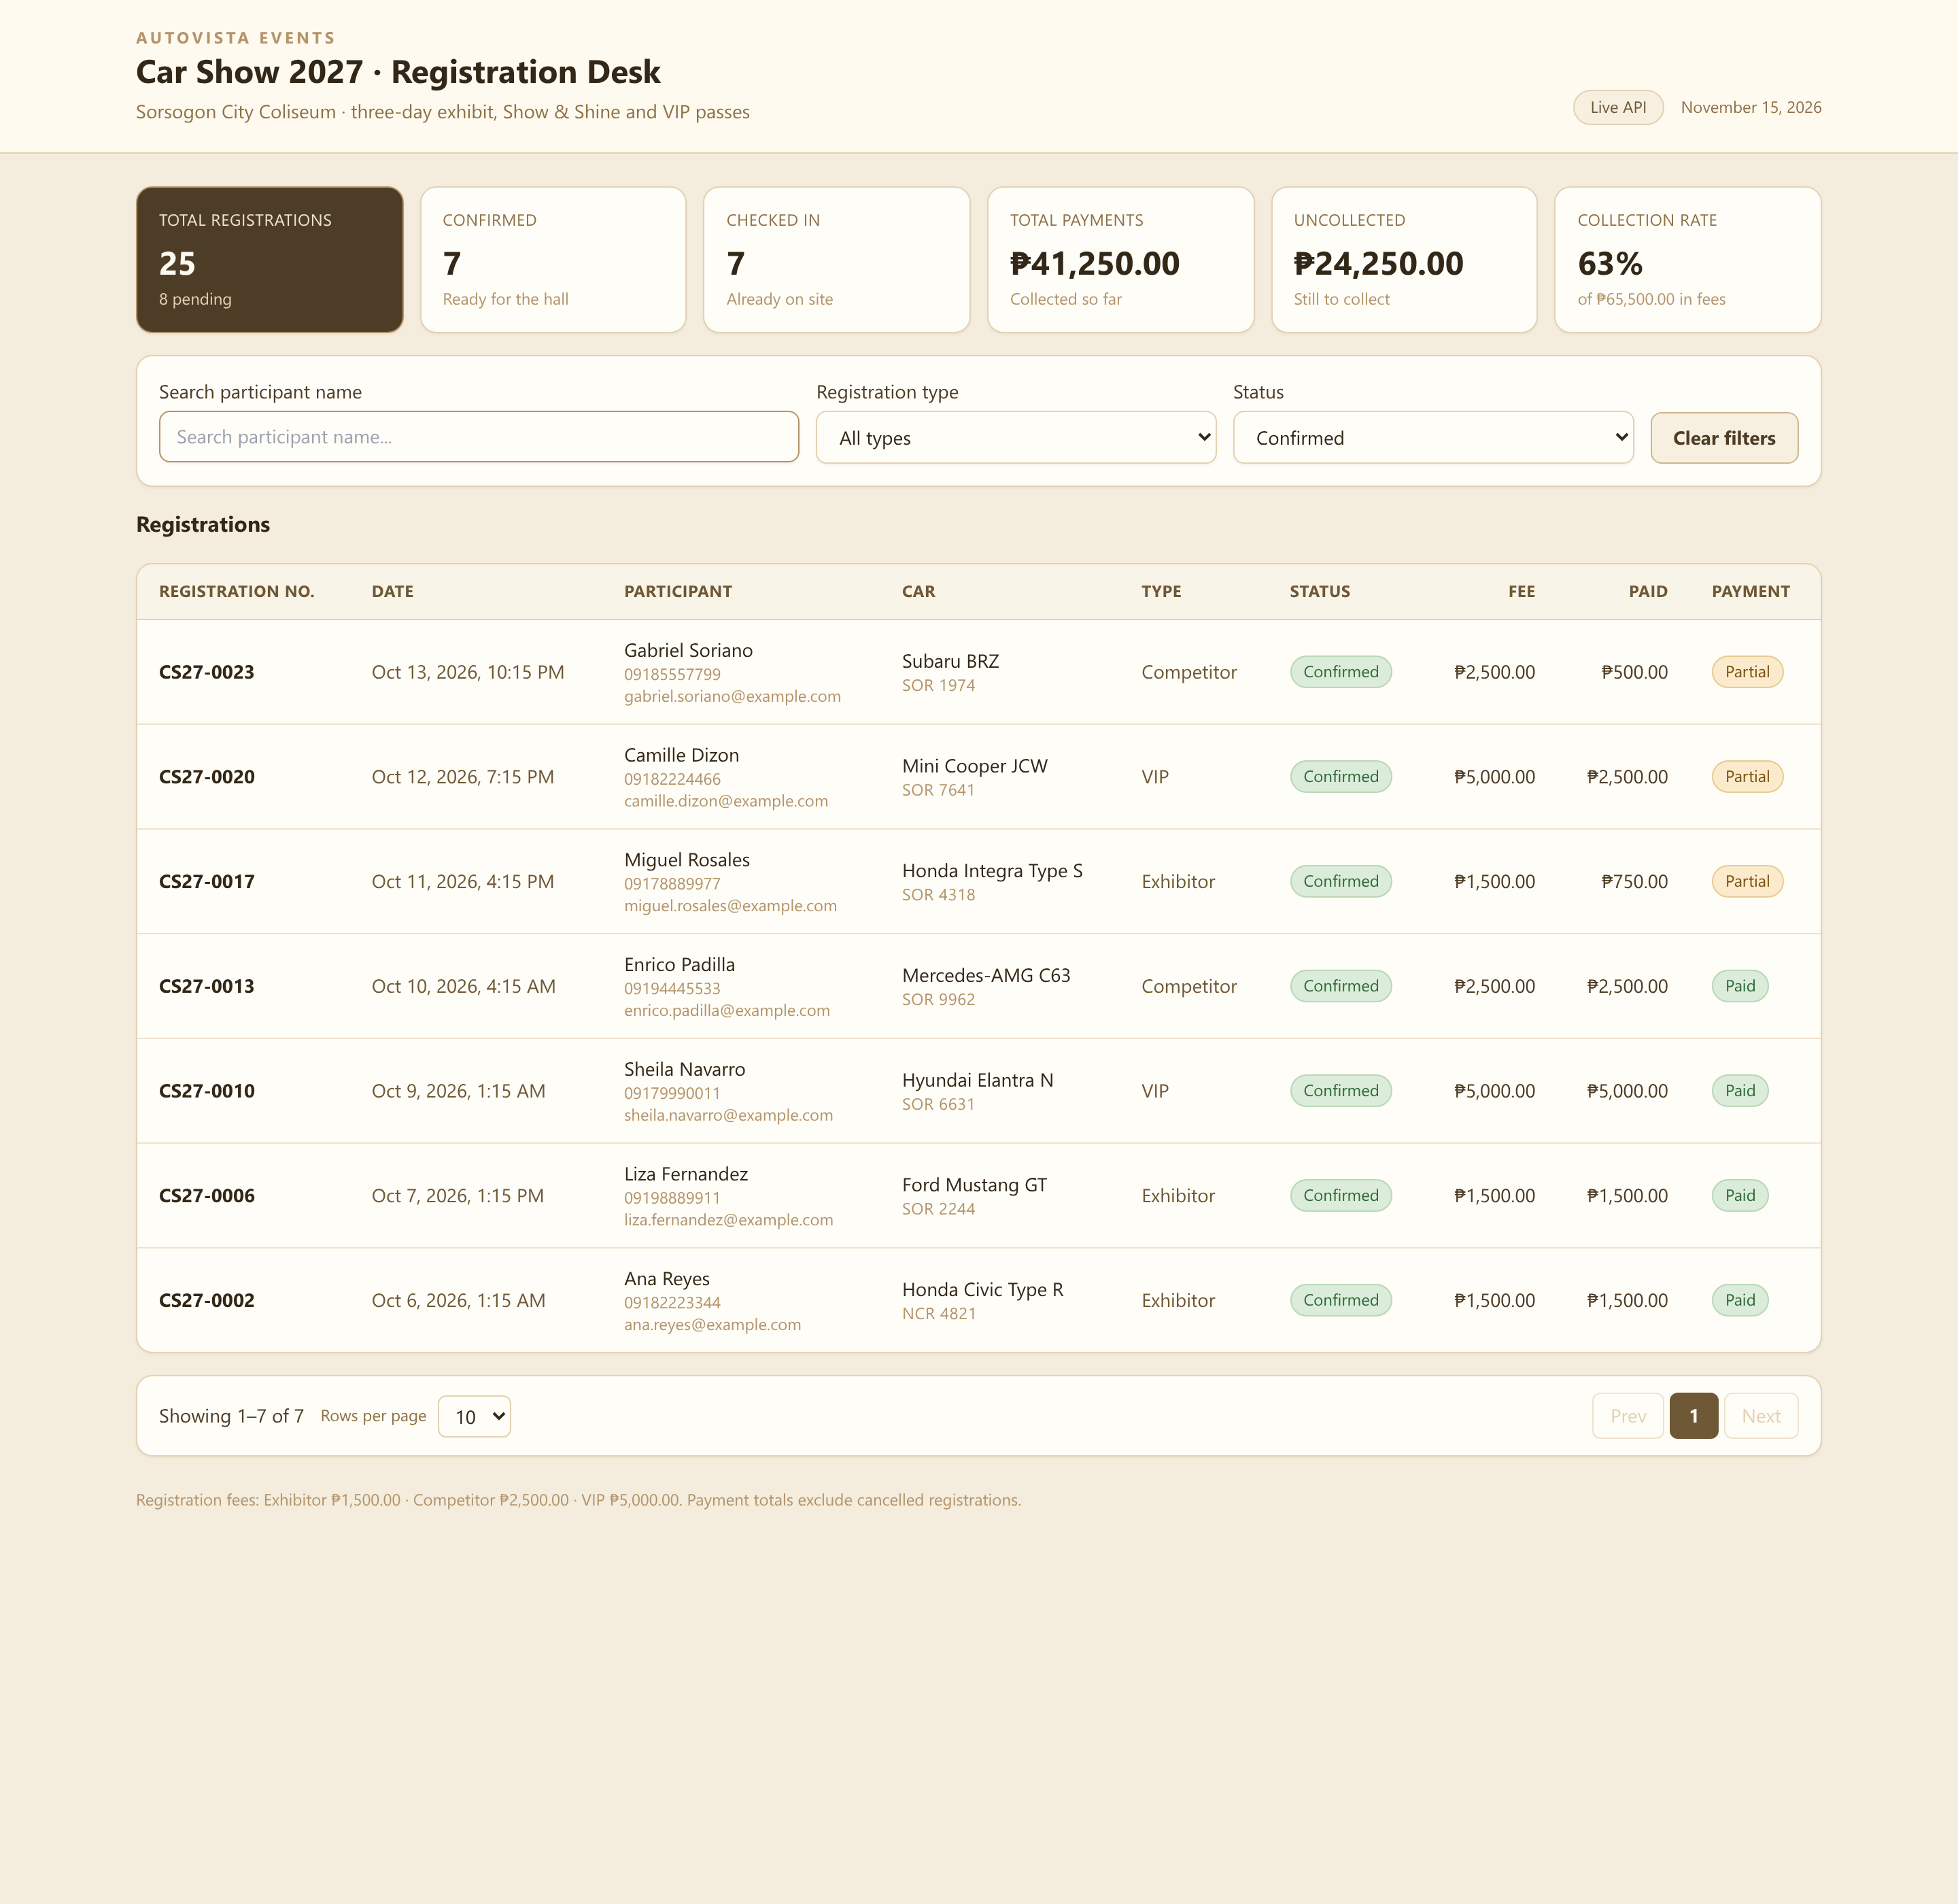 AUTOVISTA EVENTS
Car Show 2027 · Registration Desk
Sorsogon City Coliseum · three-day exhibit, Show & Shine and VIP passes
Live API
November 15, 2026
TOTAL REGISTRATIONS
25
8 pending
CONFIRMED
7
Ready for the hall
CHECKED IN
7
Already on site
TOTAL PAYMENTS
₱41,250.00
Collected so far
UNCOLLECTED
₱24,250.00
Still to collect
COLLECTION RATE
63%
of ₱65,500.00 in fees
Search participant name
Search participant name...
Registration type
All types
Status
Confirmed
Clear filters
Registrations
REGISTRATION NO. DATE PARTICIPANT CAR TYPE STATUS FEE PAID PAYMENT
CS27-0023
Oct 13, 2026, 10:15 PM
Gabriel Soriano
09185557799
gabriel.soriano@example.com
Subaru BRZ
SOR 1974
Competitor
Confirmed
₱2,500.00
₱500.00
Partial
CS27-0020
Oct 12, 2026, 7:15 PM
Camille Dizon
09182224466
camille.dizon@example.com
Mini Cooper JCW
SOR 7641
VIP
Confirmed
₱5,000.00
₱2,500.00
Partial
CS27-0017
Oct 11, 2026, 4:15 PM
Miguel Rosales
09178889977
miguel.rosales@example.com
Honda Integra Type S
SOR 4318
Exhibitor
Confirmed
₱1,500.00
₱750.00
Partial
CS27-0013
Oct 10, 2026, 4:15 AM
Enrico Padilla
09194445533
enrico.padilla@example.com
Mercedes-AMG C63
SOR 9962
Competitor
Confirmed
₱2,500.00
₱2,500.00
Paid
CS27-0010
Oct 9, 2026, 1:15 AM
Sheila Navarro
09179990011
sheila.navarro@example.com
Hyundai Elantra N
SOR 6631
VIP
Confirmed
₱5,000.00
₱5,000.00
Paid
CS27-0006
Oct 7, 2026, 1:15 PM
Liza Fernandez
09198889911
liza.fernandez@example.com
Ford Mustang GT
SOR 2244
Exhibitor
Confirmed
₱1,500.00
₱1,500.00
Paid
CS27-0002
Oct 6, 2026, 1:15 AM
Ana Reyes
09182223344
ana.reyes@example.com
Honda Civic Type R
NCR 4821
Exhibitor
Confirmed
₱1,500.00
₱1,500.00
Paid
Showing 1–7 of 7
Rows per page
10
Prev
1
Next
Registration fees: Exhibitor ₱1,500.00 · Competitor ₱2,500.00 · VIP ₱5,000.00. Payment totals exclude cancelled registrations.